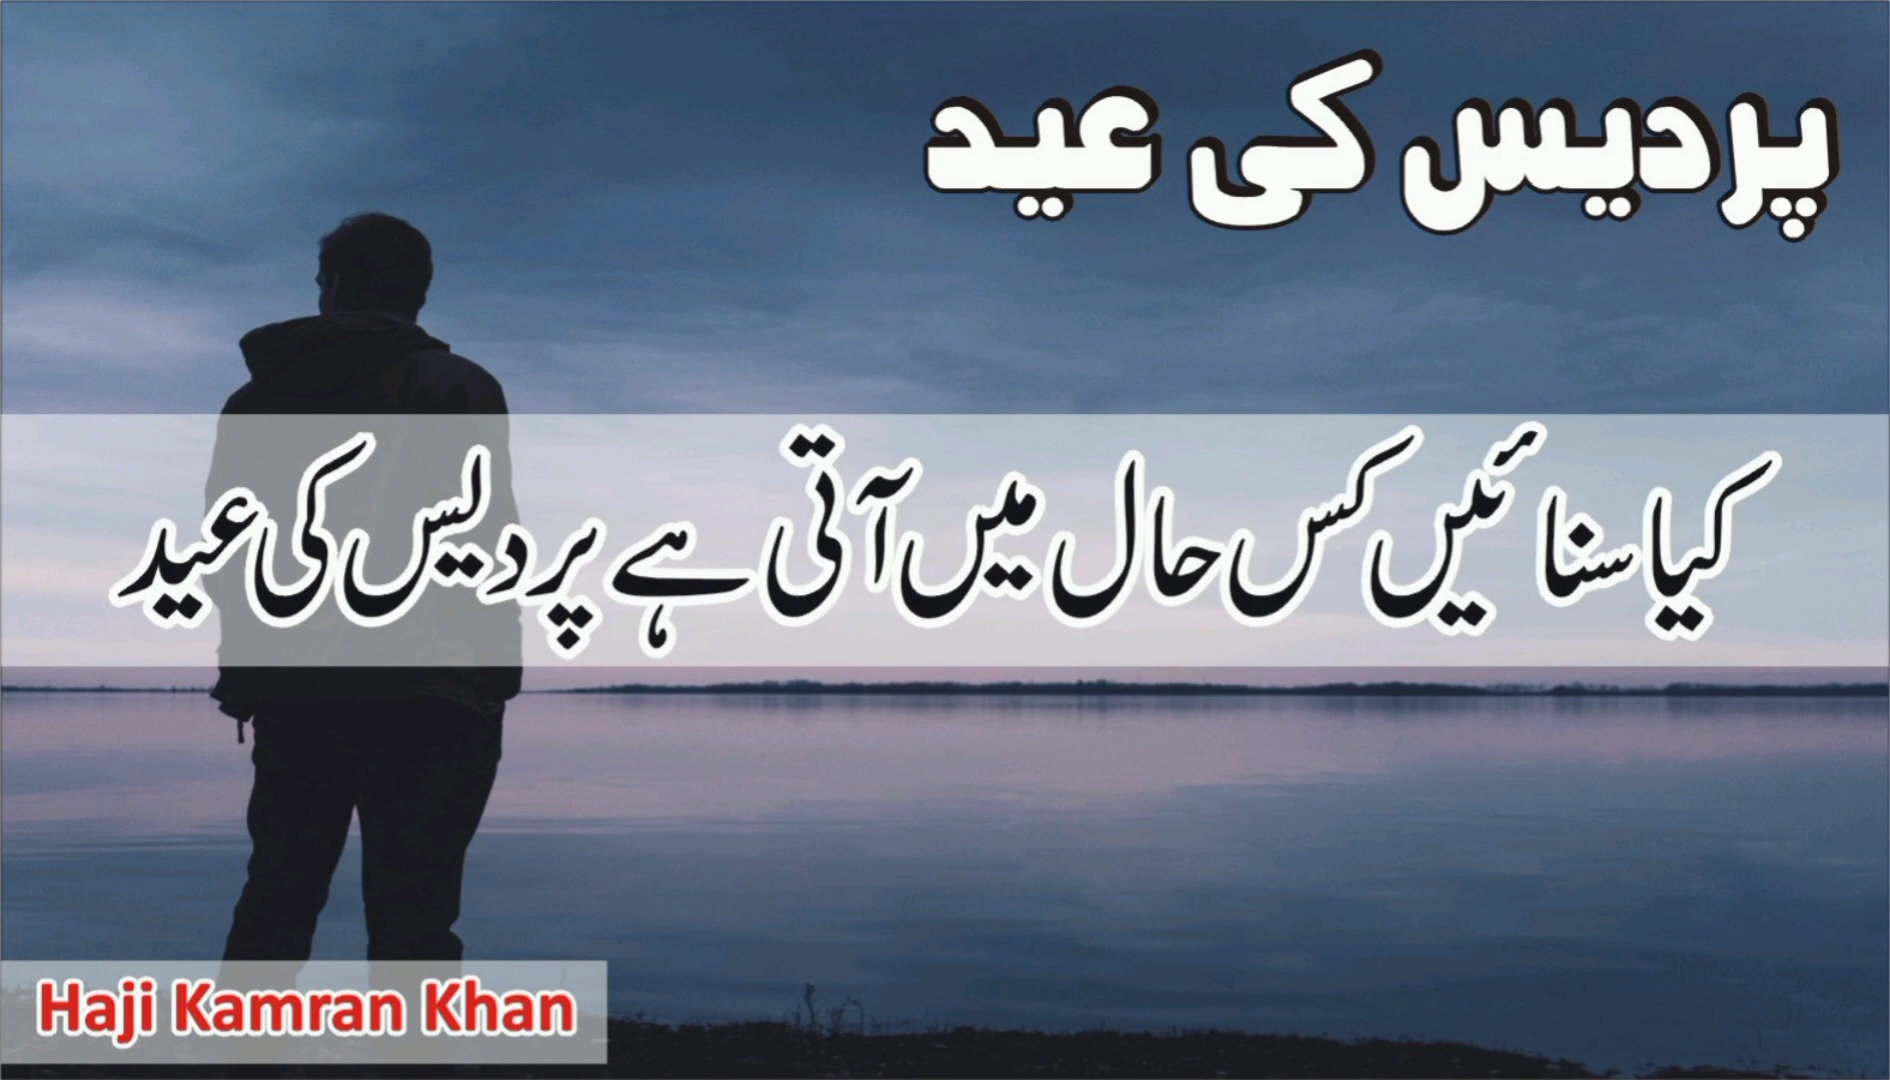 پردیس کی عید
کیا سنائیں کس حال میں آتی ہے پردیس کی عید
Haji Kamran Khan